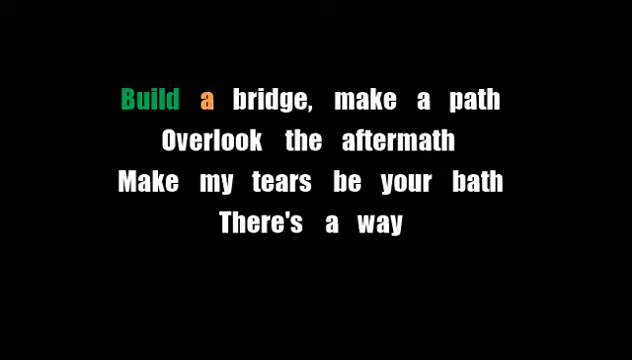 Build a bridge, make a path
Overlook the aftermath
Make my tears be your bath
There's a way